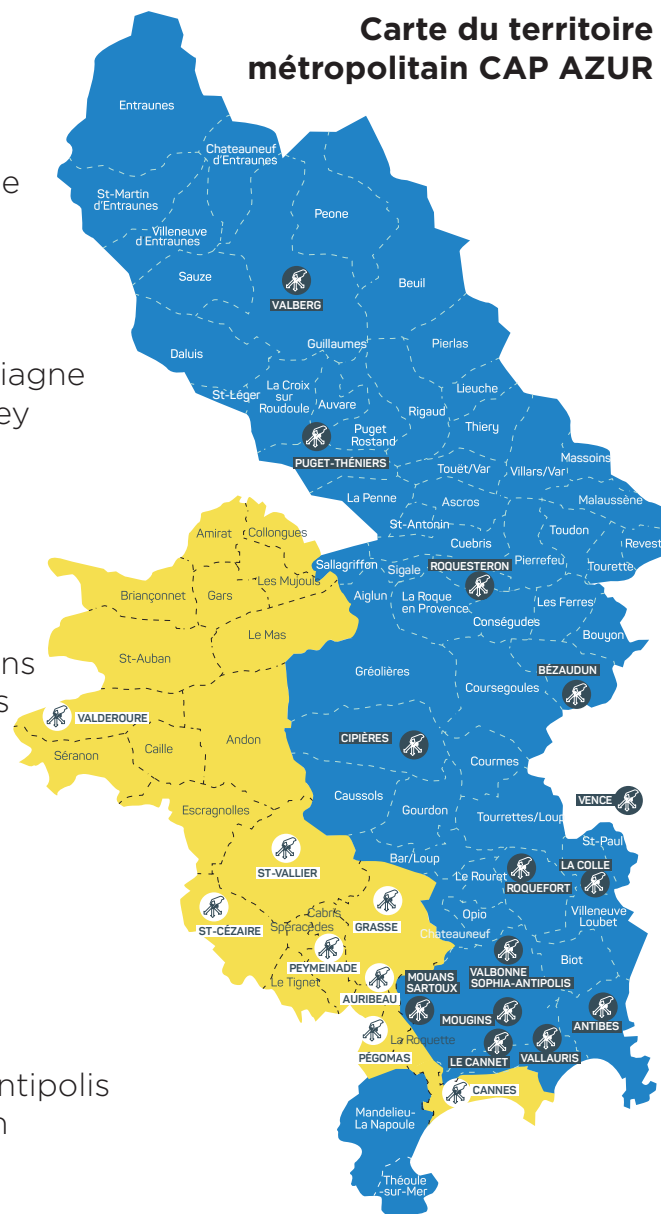 Carte du territoire
métropolitain CAP AZUR
Entraunes
Chateauneuf
d'Entraunes
e
St-Martin
d'Entraunes
Peone
Villeneuve
d Entraunes
Sauze
Beuil
VALBERG
Guillaumes
Pierlas
Daluis
iagne
ey
St-Léger
La Croix
sur
Roudoule
Auvare
Lieuche
Rigaud
Thiery
Puget
Rostand
PUGET-THÉNIERS
Massoins
Touët/Var
Villars/Var
La Penne
Ascros
Malaussène
St-Antonin
Toudon
Amirat
Collongues
Cuebris
Revest
Sallagriffon
Sigale
ROQUESTERON
Pierrefeu
Tourette
Les Mujouls
Briançonnet
Gars
Aiglun
La Roque
en Provence
Les Ferres
Conségudes
Le Mas
Bouyon
ns
s
St-Auban
Gréolières
BÉZAUDUN
Coursegoules
VALDEROURE
CIPIÈRES
Séranon
Caille
Andon
Courmes
Caussols
VENCE
Escragnolles
Gourdon
Tourrettes/Loup
St-Paul
Bar/Loup
LA COLLE
ST-VALLIER
Le Rouret
ROQUEFORT
Villeneuve
Loubet
Cabris
Opio
ST-CÉZAIRE
Spéracèdes
GRASSE
Chateauneuf
Biot
PEYMEINADE
MOUANS
SARTOUX
VALBONNE
SOPHIA-ANTIPOLIS
Le Tignet
AURIBEAU
MOUGINS
ANTIBES
La Roquette
PÉGOMAS
LE CANNET
VALLAURIS
ntipolis
n
CANNES
Mandelieu-
La Napoule
Théoule
-sur-Mer